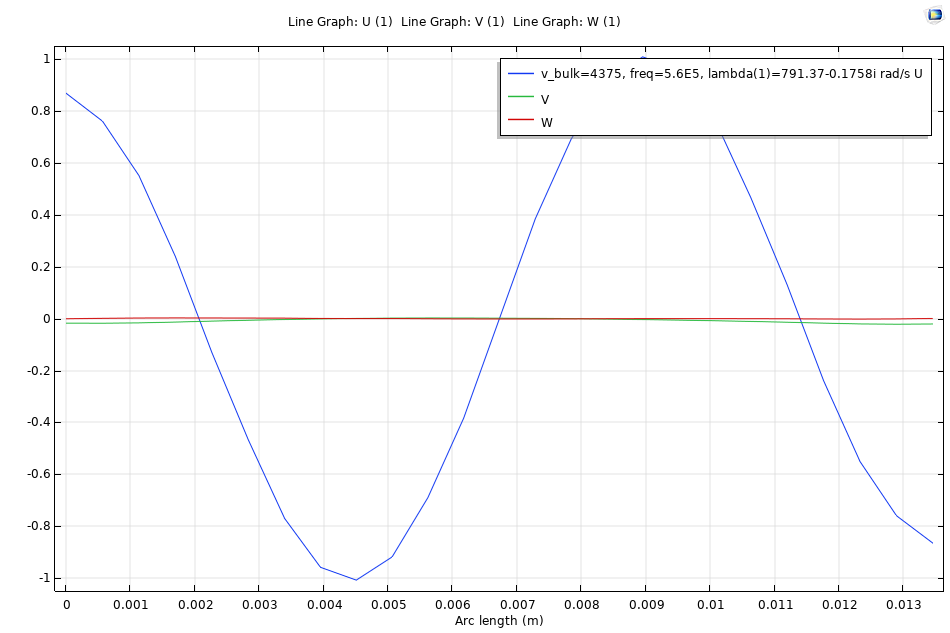 Line Graph: U (1)  Line Graph: V (1)  Line Graph: W (1)
v_bulk=4375, freq=5.6E5, lambda(1)=791.37-0.1758i rad/s U
V
W
1
0.8
0.6
0.4
0.2
0
-0.2
-0.4
-0.6
-0.8
-1
0 0.001 0.002 0.003 0.004 0.005 0.006 0.007 0.008 0.009 0.01 0.011 0.012 0.013
Arc length (m)